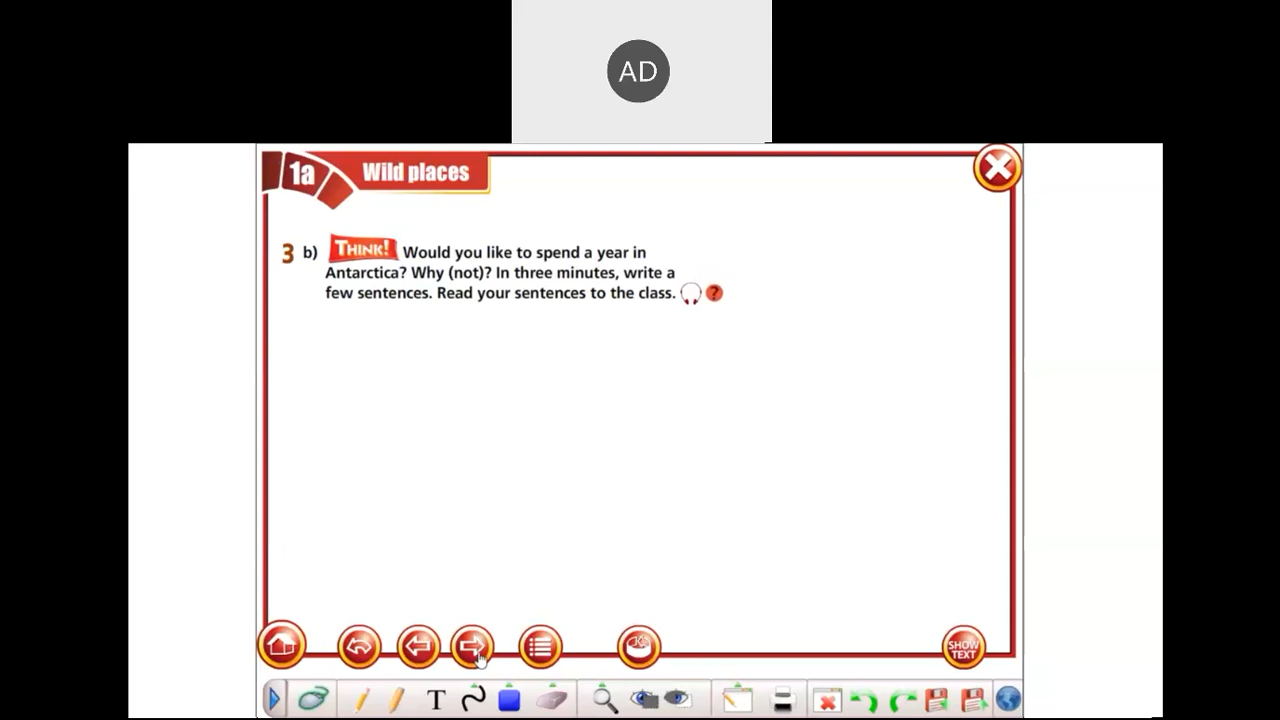 AD
1a Wild places
3 b) THINK! Would you like to spend a year in
Antarctica? Why (not)? In three minutes, write a
few sentences. Read your sentences to the class. ?
SHOW
TEXT
T